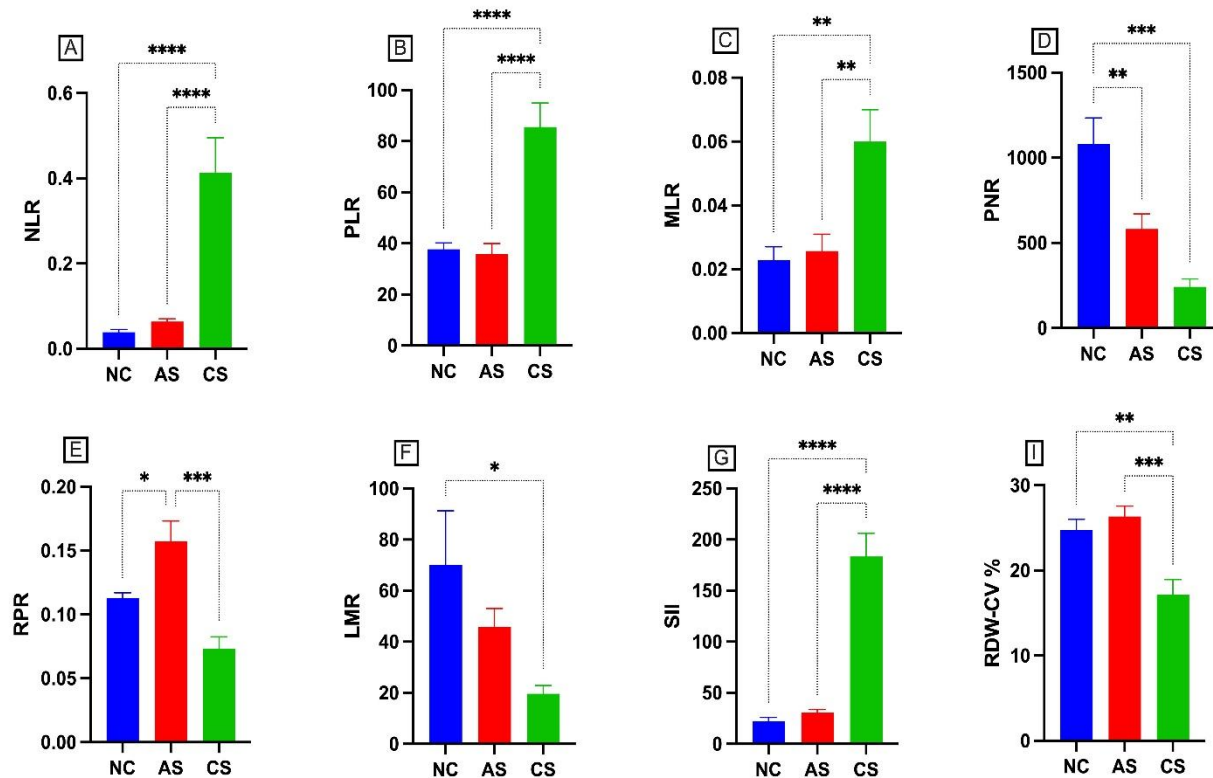 A
****
****
0.6
0.4
0.2
0.0
NLR
NC AS CS
B
****
****
100
80
60
40
20
0
PLR
NC AS CS
C
**
**
0.08
0.06
0.04
0.02
0.00
MLR
NC AS CS
D
***
**
1500
1000
500
0
PNR
NC AS CS
E
* ***
0.20
0.15
0.10
0.05
0.00
RPR
NC AS CS
F
*
100
80
60
40
20
0
LMR
NC AS CS
G
****
****
250
200
150
100
50
0
SII
NC AS CS
I
**
***
30
20
10
0
RDW-CV %
NC AS CS